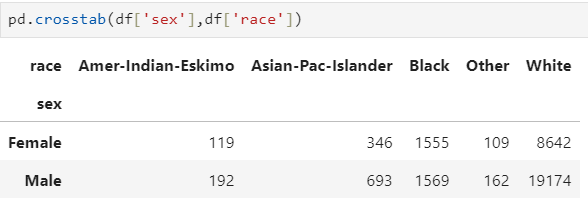 pd.crosstab(df['sex'],df['race'])
race Amer-Indian-Eskimo Asian-Pac-Islander Black Other White
sex
Female 119 346 1555 109 8642
Male 192 693 1569 162 19174